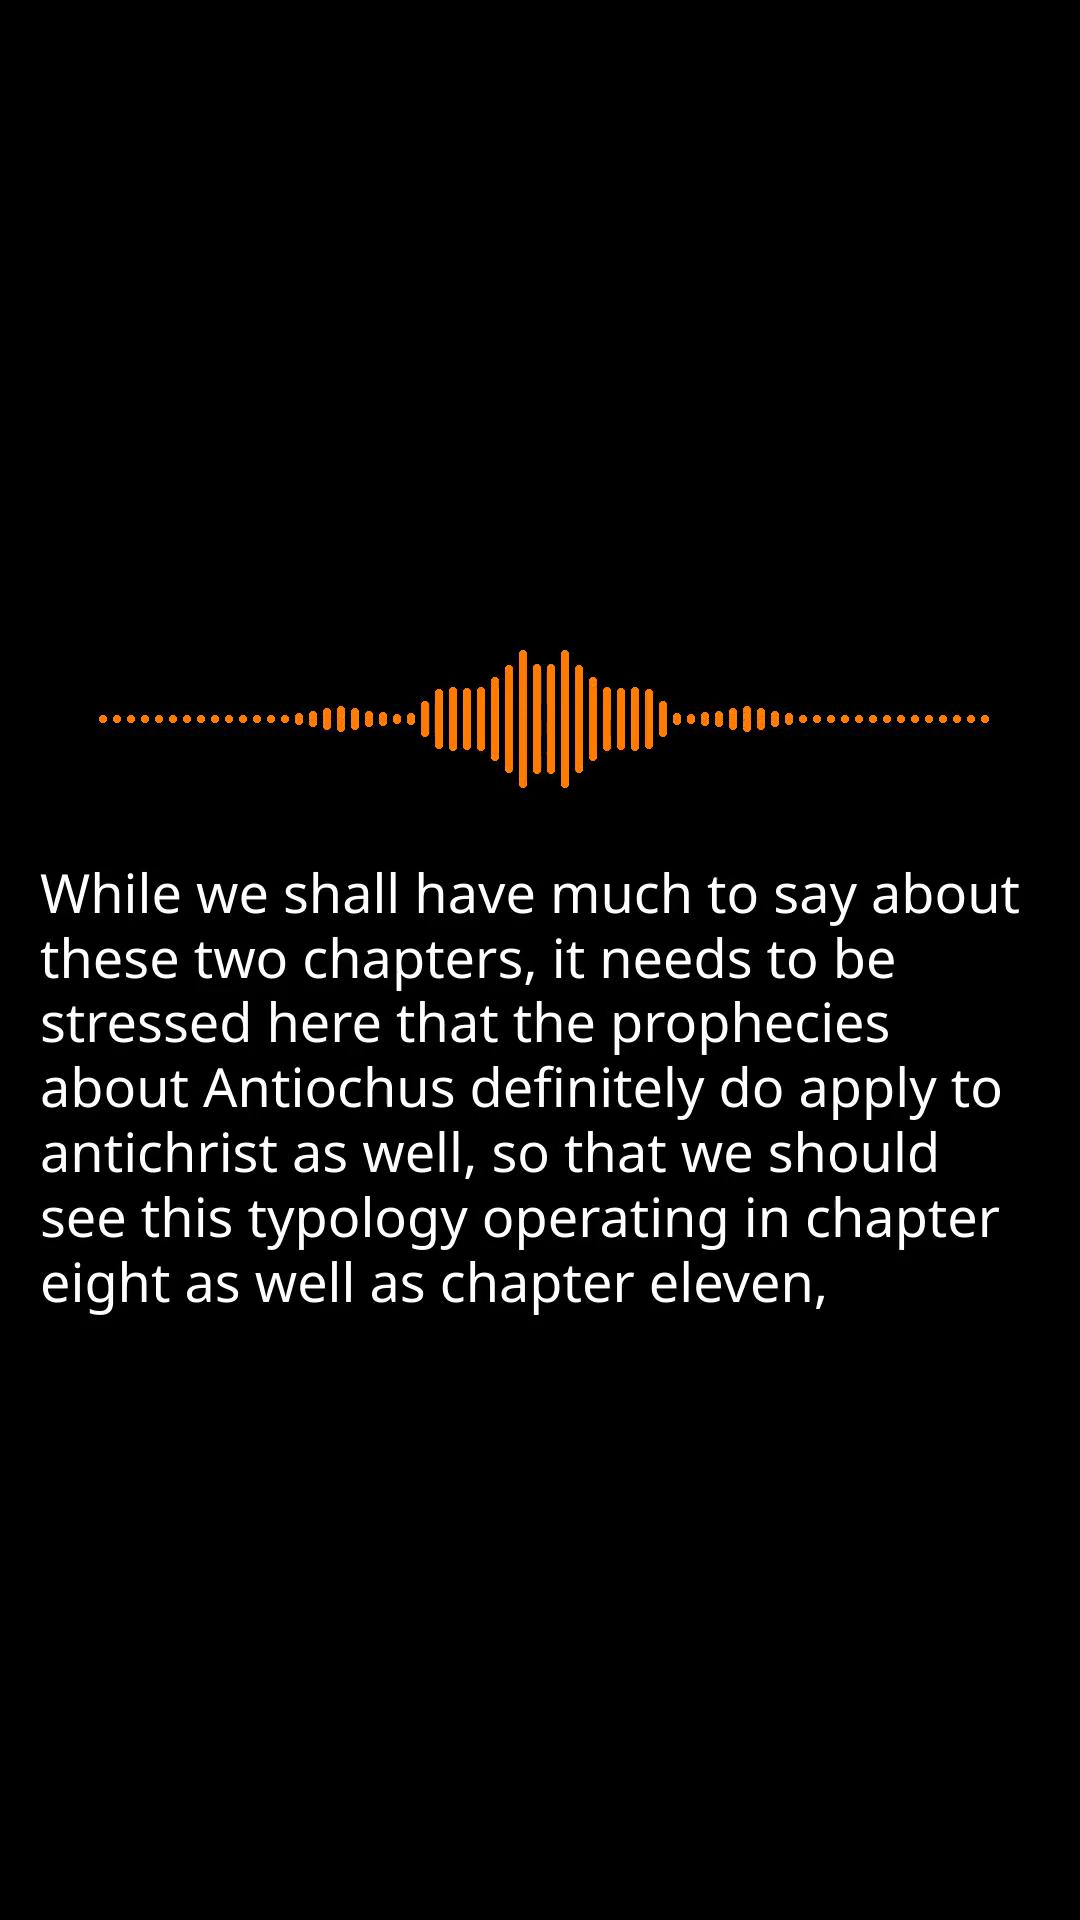 While we shall have much to say about
these two chapters, it needs to be
stressed here that the prophecies
about Antiochus definitely do apply to
antichrist as well, so that we should
see this typology operating in chapter
eight as well as chapter eleven,